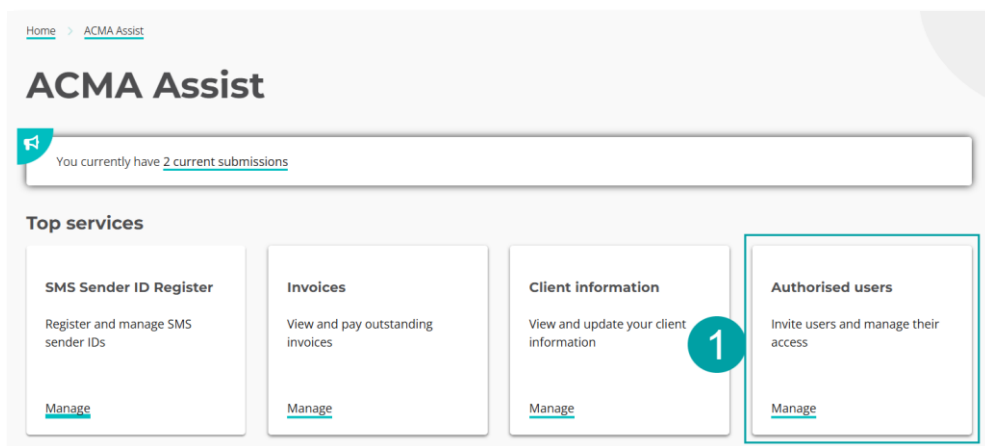 Home > ACMA Assist
ACMA Assist
You currently have 2 current submissions
Top services
SMS Sender ID Register
Register and manage SMS
sender IDs
Manage
Invoices
View and pay outstanding
invoices
Manage
Client information
View and update your client
information
Manage
1
Authorised users
Invite users and manage their
access
Manage